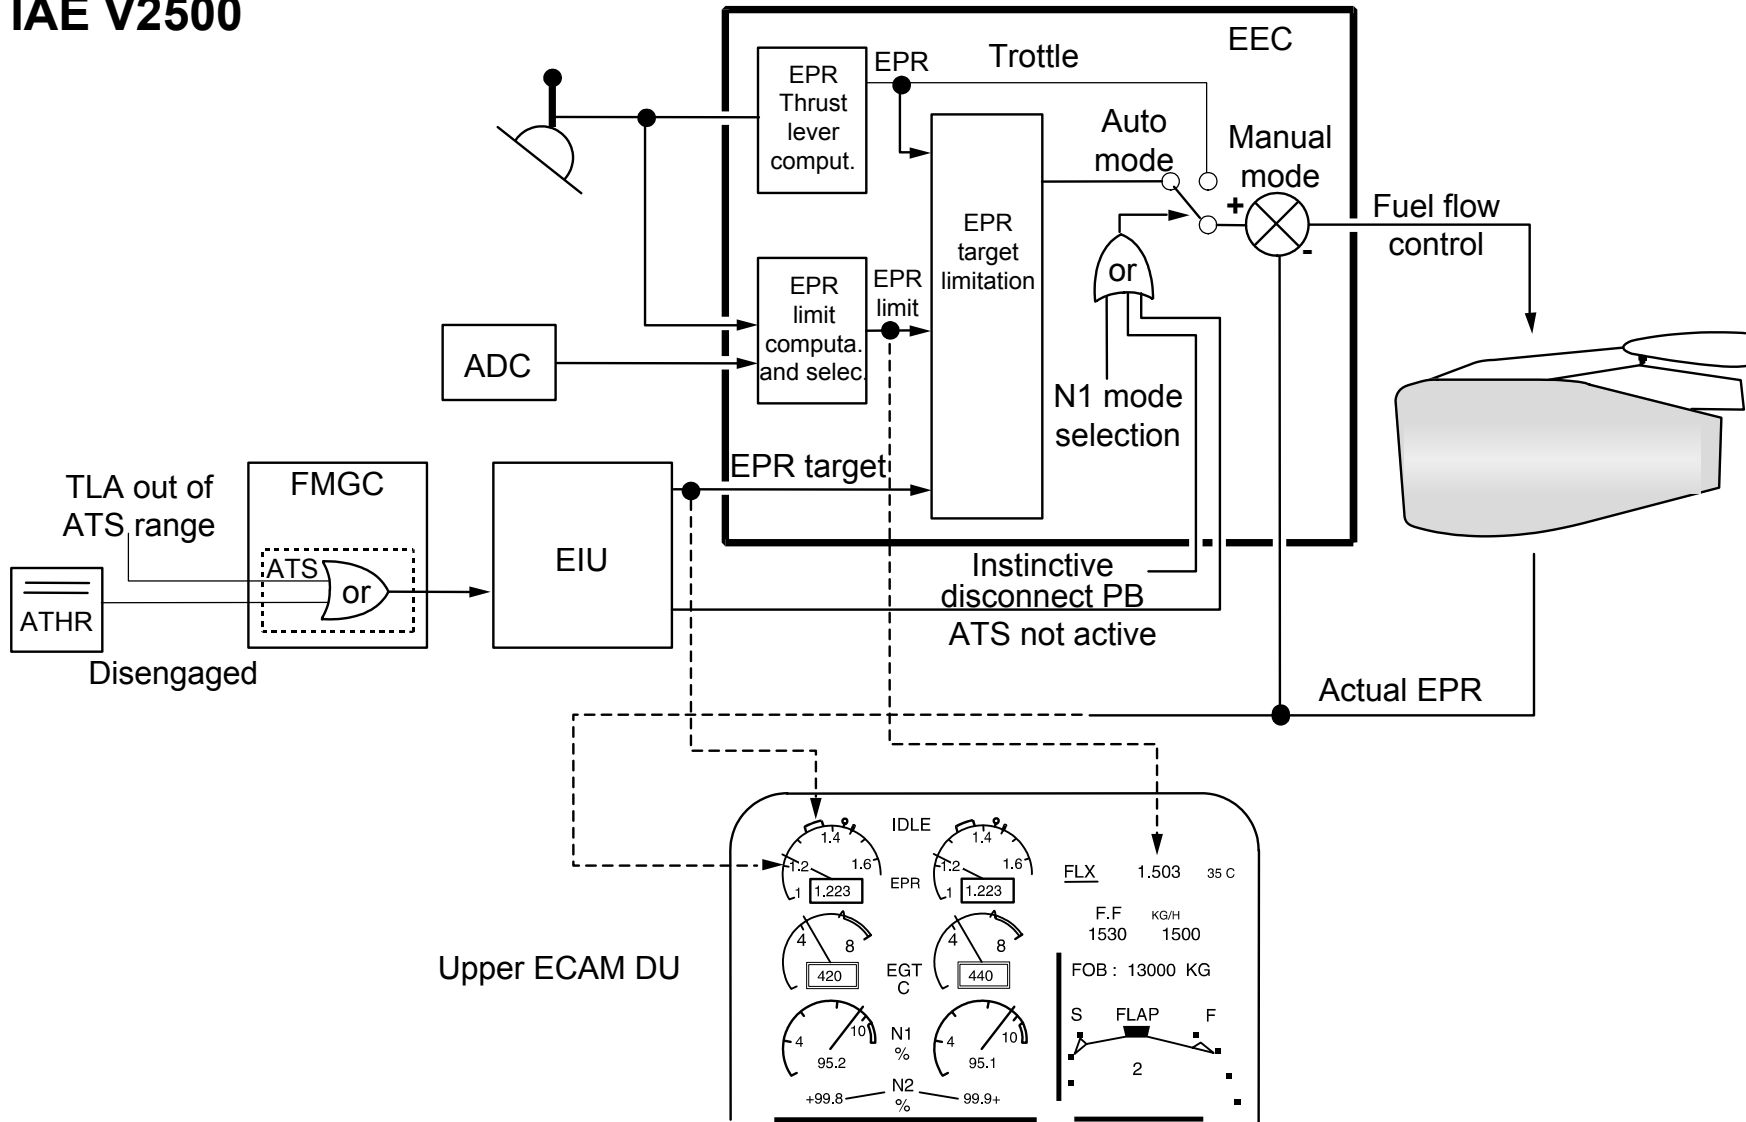 IAE V2500
EEC
EPR
Thrust
lever
comput.
EPR
Trottle
Auto
mode
Manual
mode
+
-
Fuel flow
control
EPR
target
limitation
or
EPR
limit
computa.
and selec.
EPR
limit
ADC
N1 mode
selection
EPR target
TLA out of
ATS range
FMGC
ATS
or
EIU
ATHR
Disengaged
Instinctive
disconnect PB
ATS not active
Actual EPR
Upper ECAM DU
IDLE
1 1.2 1.4 1.6
1.223
EPR
1 1.2 1.4 1.6
1.223
FLX 1.503 35 C
F.F KG/H
1530 1500
4 8
420
EGT
C
4 8
440
FOB : 13000 KG
S FLAP F
2
4 10
95.2
N1
%
4 10
95.1
+99.8 N2 99.9+
%